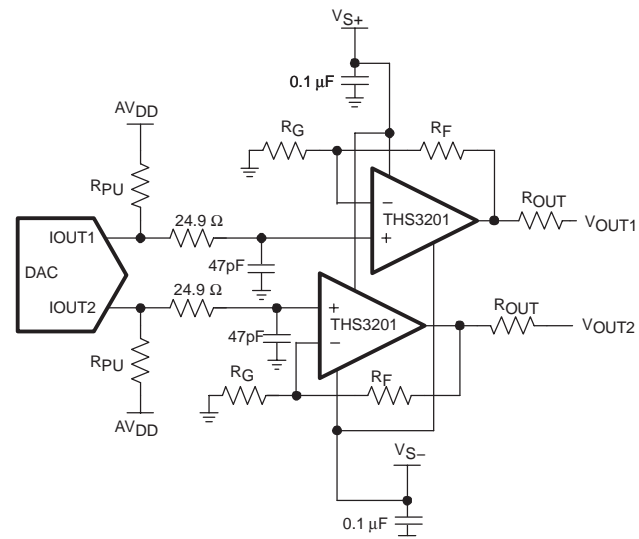 VS+
0.1 µF
AVDD
RG
RF
RPU
ROUT
24.9 Ω
THS3201
VOUT1
IOUT1
DAC
47pF
24.9 Ω
IOUT2
THS3201
ROUT
VOUT2
47pF
RPU
RG
RF
AVDD
VS−
0.1 µF